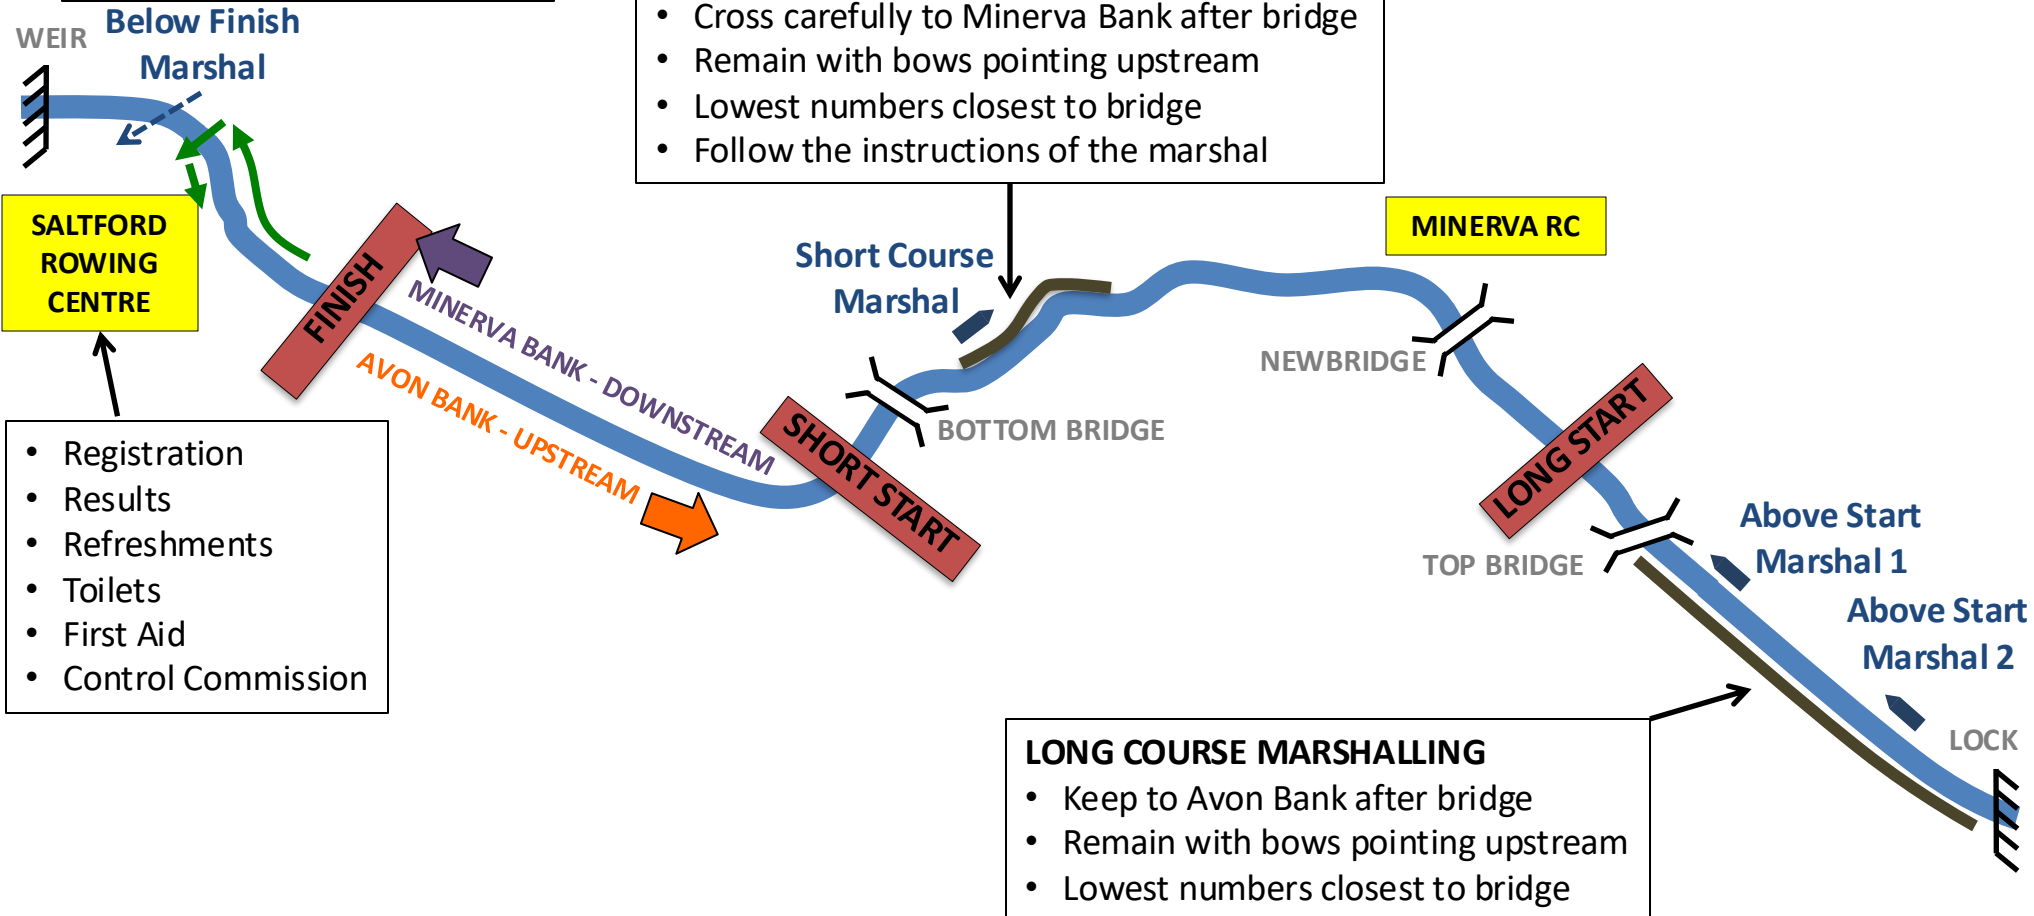 WEIR
Below Finish
Marshal
• Cross carefully to Minerva Bank after bridge
• Remain with bows pointing upstream
• Lowest numbers closest to bridge
• Follow the instructions of the marshal
SALTFORD
ROWING
CENTRE
FINISH
MINERVA BANK - DOWNSTREAM
AVON BANK - UPSTREAM
Short Course
Marshal
MINERVA RC
NEWBRIDGE
BOTTOM BRIDGE
SHORT START
LONG START
TOP BRIDGE
Above Start
Marshal 1
Above Start
Marshal 2
LOCK
• Registration
• Results
• Refreshments
• Toilets
• First Aid
• Control Commission
LONG COURSE MARSHALLING
• Keep to Avon Bank after bridge
• Remain with bows pointing upstream
• Lowest numbers closest to bridge